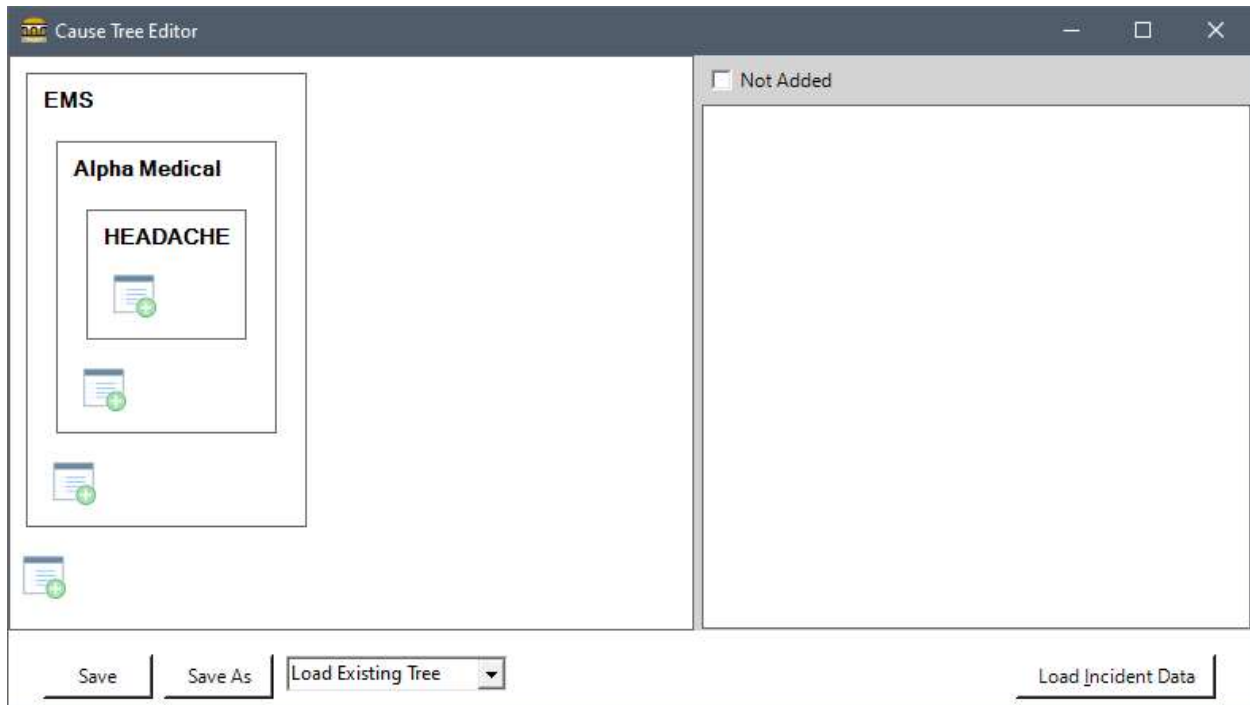 Cause Tree Editor
EMS
Alpha Medical
HEADACHE
Not Added
Save
Save As
Load Existing Tree
Load Incident Data